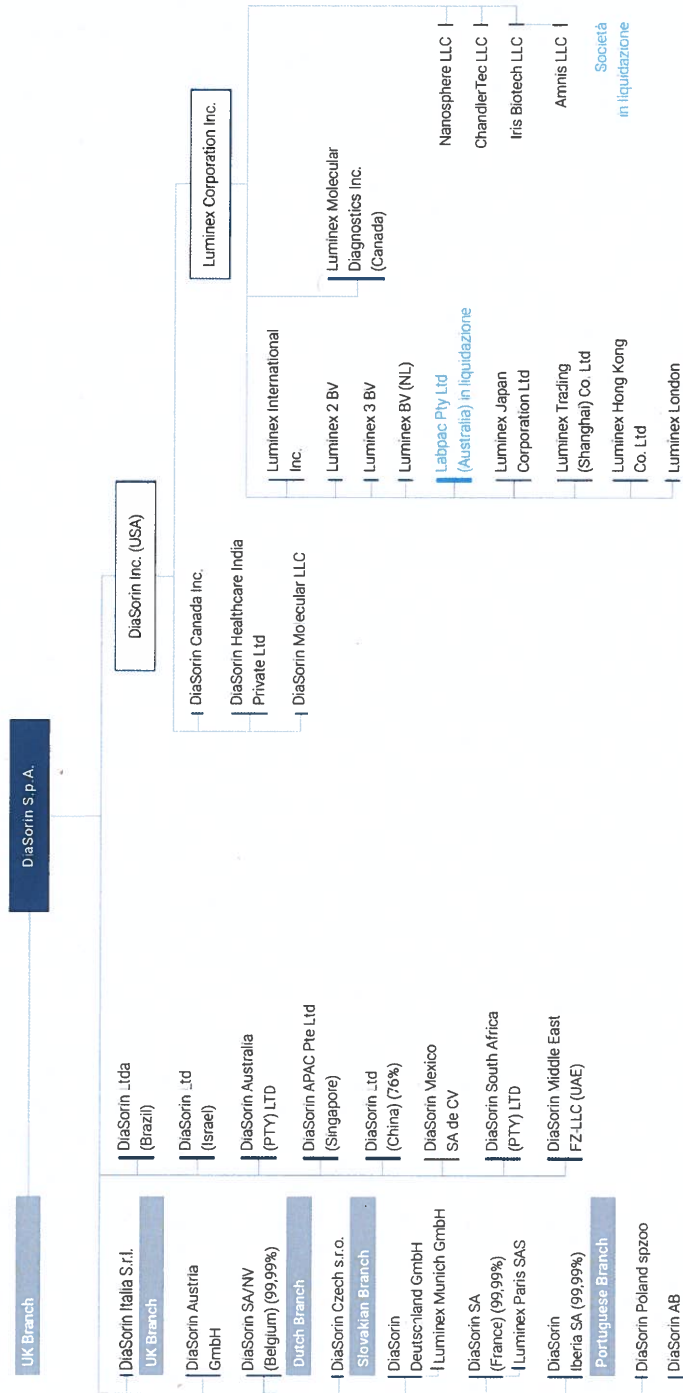 DiaSorin S.p.A.
UK Branch
DiaSorin Italia S.r.l.
UK Branch
DiaSorin Austria
GmbH
DiaSorin SA/NV
(Belgium) (99,99%)
Dutch Branch
DiaSorin Czech s.r.o.
Slovakian Branch
DiaSorin
Deutschland GmbH
Luminex Munich GmbH
DiaSorin SA
(France) (99,99%)
Luminex Paris SAS
DiaSorin
Iberia SA (99,99%)
Portuguese Branch
DiaSorin Poland spzoo
DiaSorin AB
DiaSorin Ltda
(Brazil)
DiaSorin Ltd
(Israel)
DiaSorin Australia
(PTY) LTD
DiaSorin APAC Pte Ltd
(Singapore)
DiaSorin Ltd
(China) (76%)
DiaSorin Mexico
SA de CV
DiaSorin South Africa
(PTY) LTD
DiaSorin Middle East
FZ-LLC (UAE)
DiaSorin Inc. (USA)
DiaSorin Canada Inc.
DiaSorin Healthcare India
Private Ltd
DiaSorin Molecular LLC
Luminex Corporation Inc.
Luminex International
Inc.
Luminex 2 BV
Luminex 3 BV
Luminex BV (NL)
Labpac Pty Ltd
(Australia) in liquidazione
Luminex Japan
Corporation Ltd
Luminex Trading
(Shanghai) Co. Ltd
Luminex Hong Kong
Co. Ltd
Luminex London
Luminex Molecular
Diagnostics Inc.
(Canada)
Nanosphere LLC
ChandlerTec LLC
Iris Biotech LLC
Amnis LLC
Società
in liquidazione